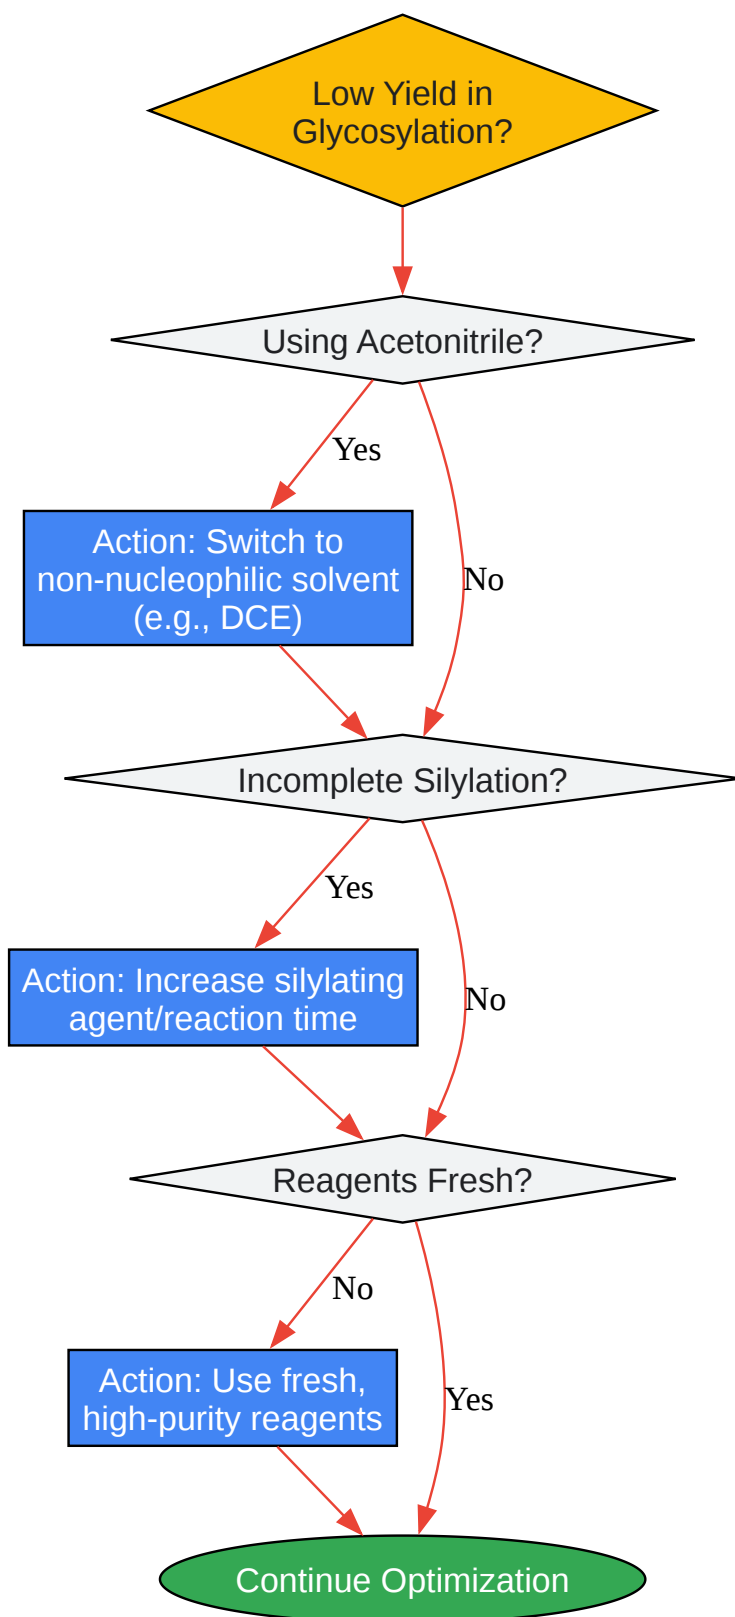 Low Yield in
Glycosylation?
Using Acetonitrile?
Yes
Action: Switch to
non-nucleophilic solvent
(e.g., DCE)
No
Incomplete Silylation?
Yes
Action: Increase silylating
agent/reaction time
No
Reagents Fresh?
No
Action: Use fresh,
high-purity reagents
Yes
Continue Optimization